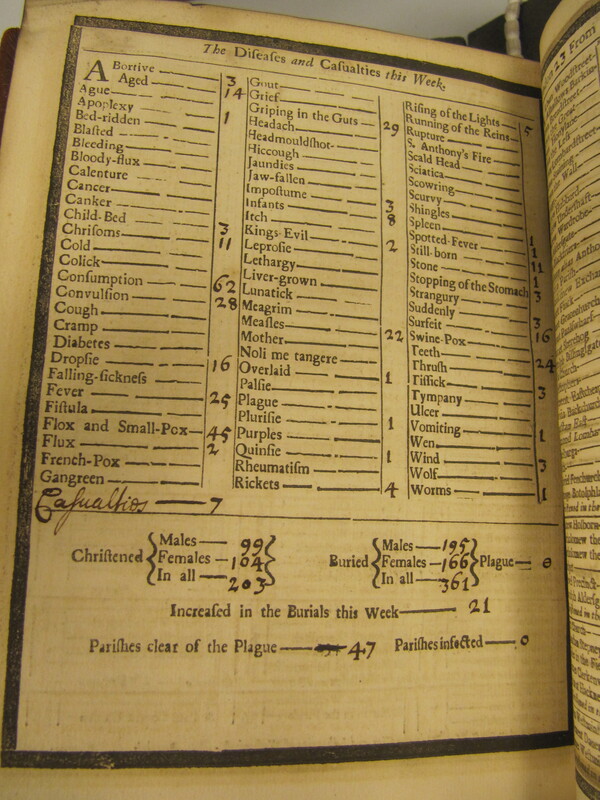 The Diſeaſes and Caſualties this Week.
ABortive 3
Aged 14
Ague
Apoplexy 1
Bed-ridden
Blaſted
Bleeding
Bloody-flux
Calenture
Cancer
Canker
Child-Bed 3
Chriſoms 11
Cold
Colick
Conſumption 62
Convulſion 28
Cough
Cramp
Diabetes
Dropſie 16
Falling-ſickneſs
Fever 25
Fiſtula
Flox and Small-Pox 45
Flux 2
French-Pox
Gangreen
Caſualties 7
Gout
Grief
Griping in the Guts 29
Headach
Headmouldſhot
Hiccough
Jaundies
Jaw-fallen
Impoſtume 3
Infants 8
Itch
Kings-Evil 2
Leproſie
Lethargy
Liver-grown
Lunatick
Meagrim
Meaſles 22
Mother
Noli me tangere
Overlaid 1
Palſie
Plague
Pluriſie 1
Purples
Quinſie 1
Rheumatiſm
Rickets 4
Riſing of the Lights 5
Running of the Reins
Rupture
S. Anthony's Fire
Scald Head
Sciatica
Scowring
Scurvy
Shingles
Spleen 1
Spotted-Fever 1
Still-born 11
Stone 1
Stopping of the Stomach 3
Strangury
Suddenly 3
Surfeit 16
Swine-Pox
Teeth 24
Thruſh
Tiſſick 3
Tympany
Ulcer
Vomiting 1
Wen
Wind 3
Wolf
Worms 1
Chriſtened
Males 99
Females 104
In all 203
Buried
Males 195
Females 166
In all 361
Plague 0
Increaſed in the Burials this Week 21
Pariſhes clear of the Plague 47 Pariſhes infected 0
23 From